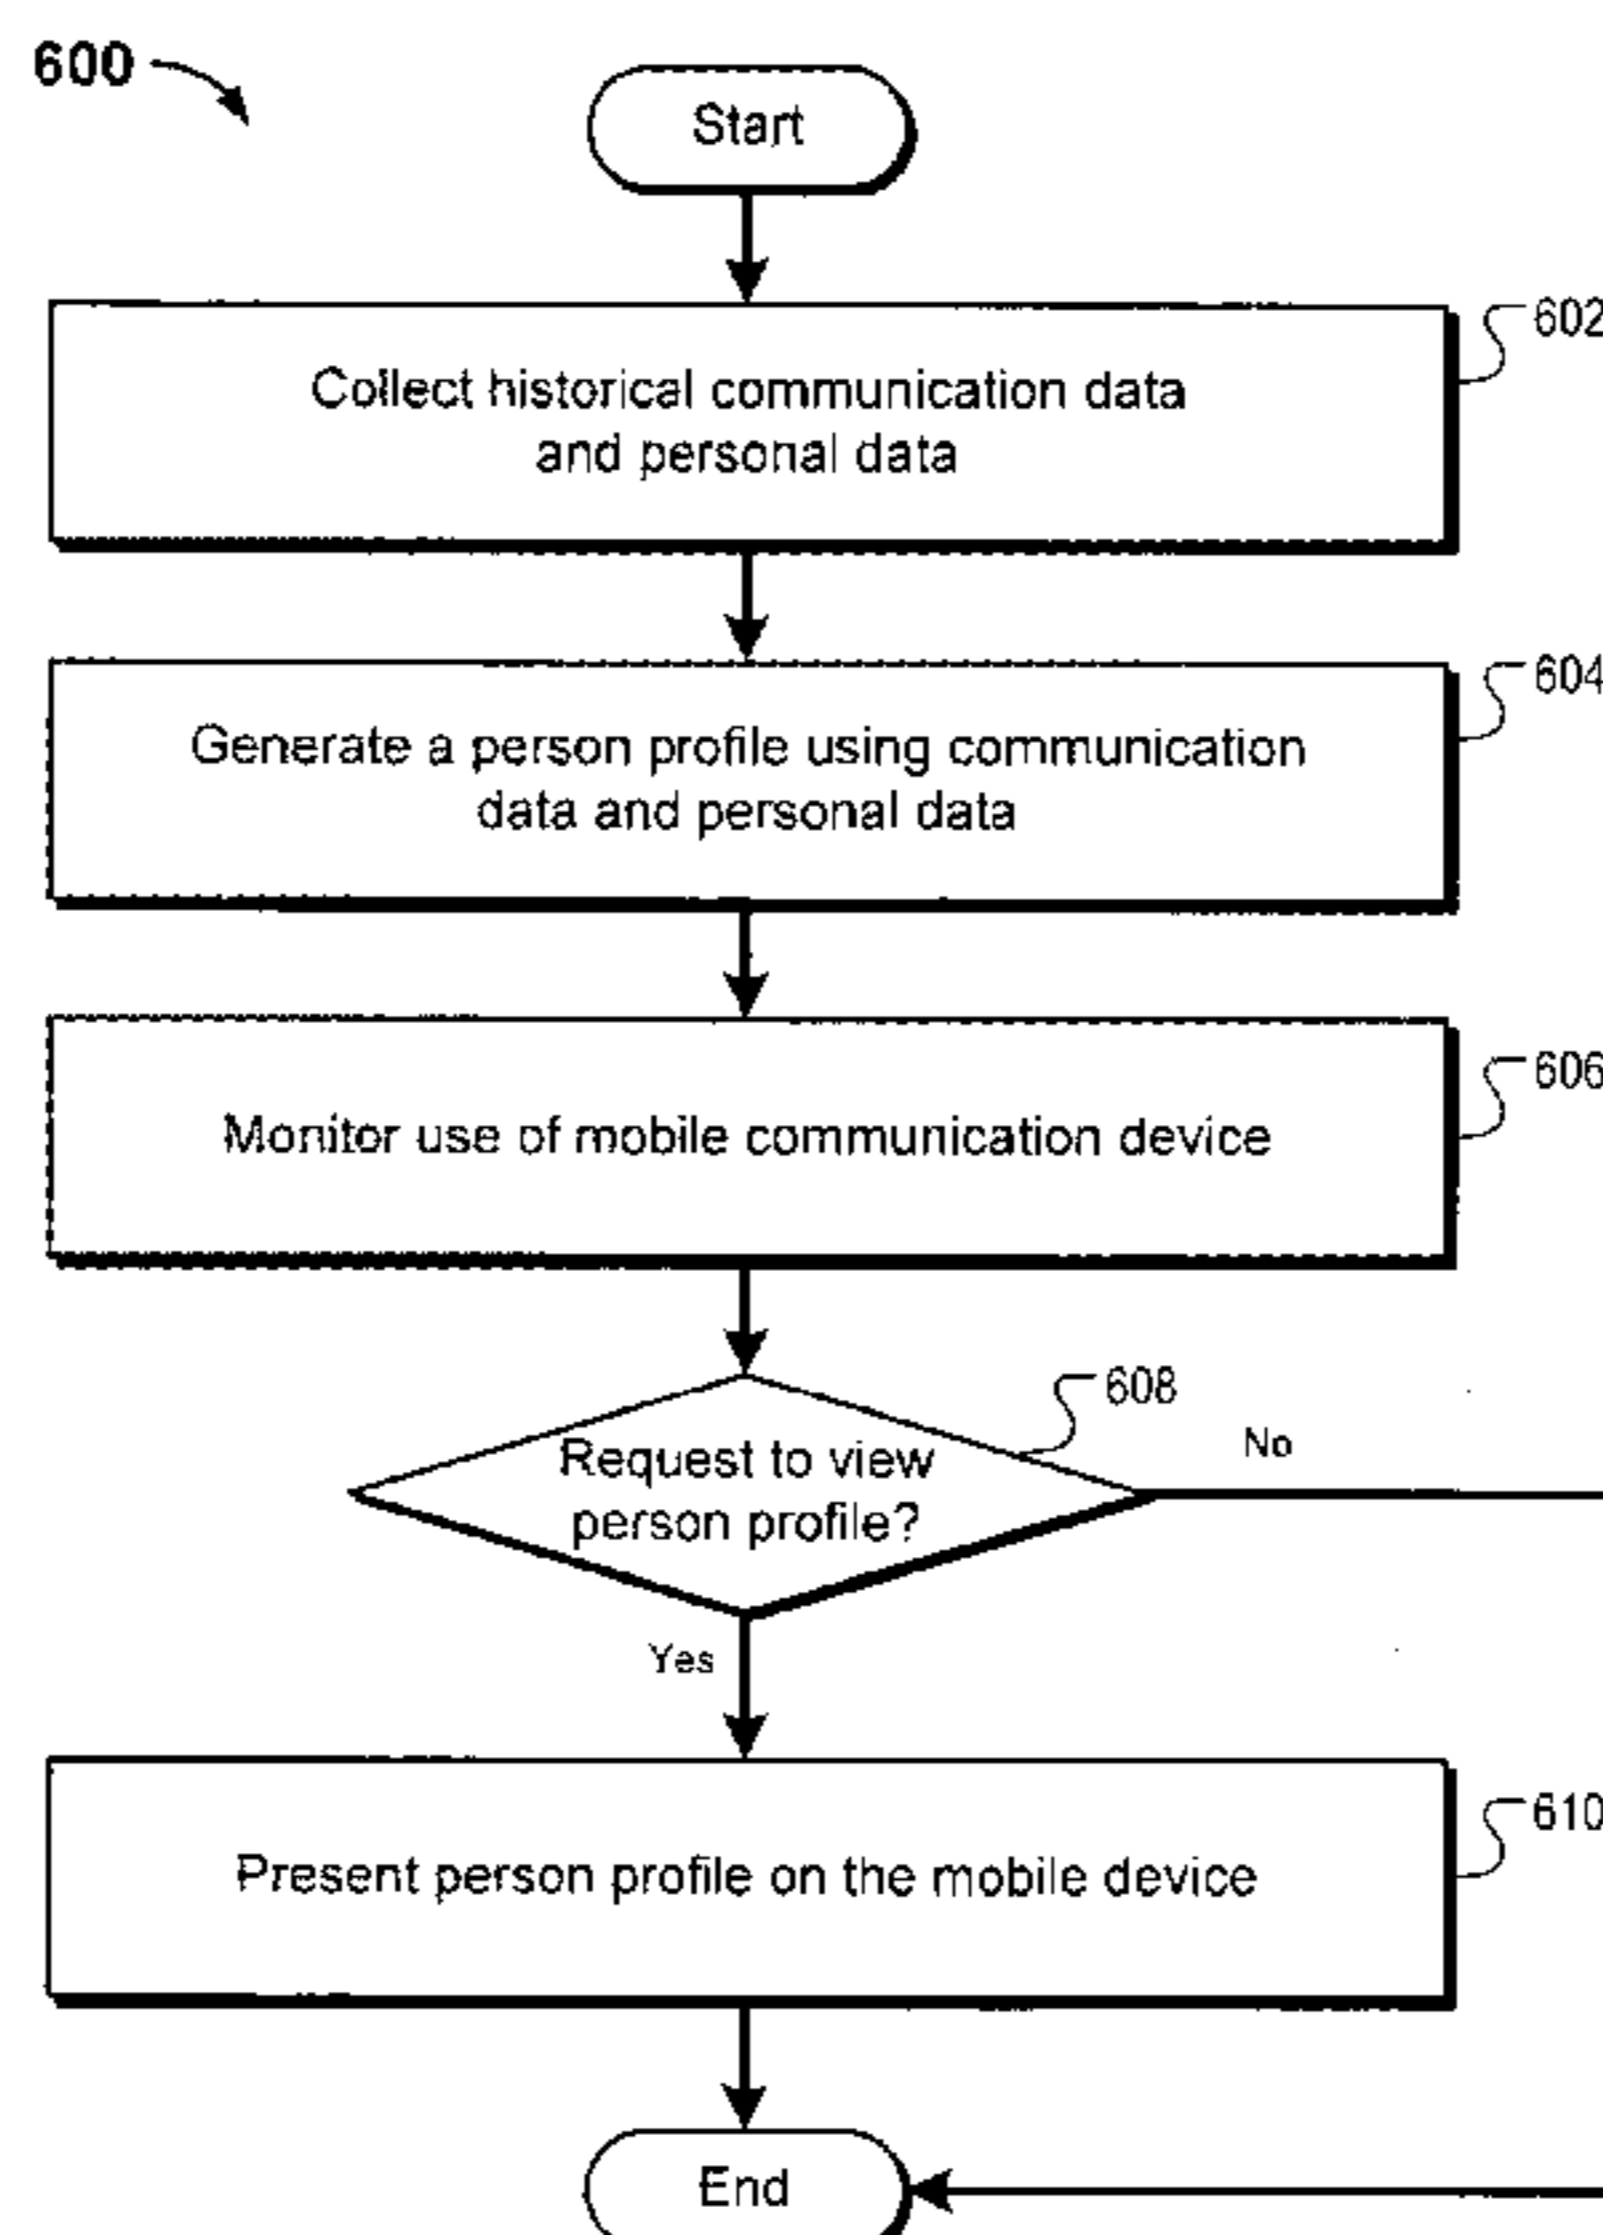 600
Start
602
Collect historical communication data
and personal data
604
Generate a person profile using communication
data and personal data
606
Monitor use of mobile communication device
608
Request to view
person profile?
No
Yes
610
Present person profile on the mobile device
End